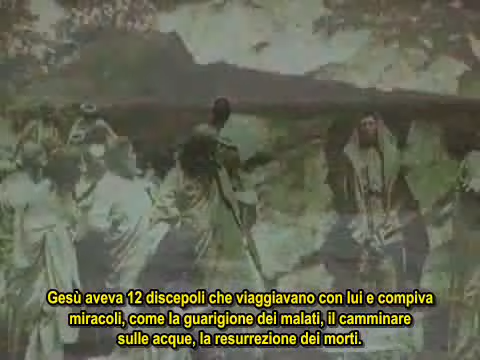 Gesù aveva 12 discepoli che viaggiavano con lui e compiva
miracoli, come la guarigione dei malati, il camminare
sulle acque, la resurrezione dei morti.